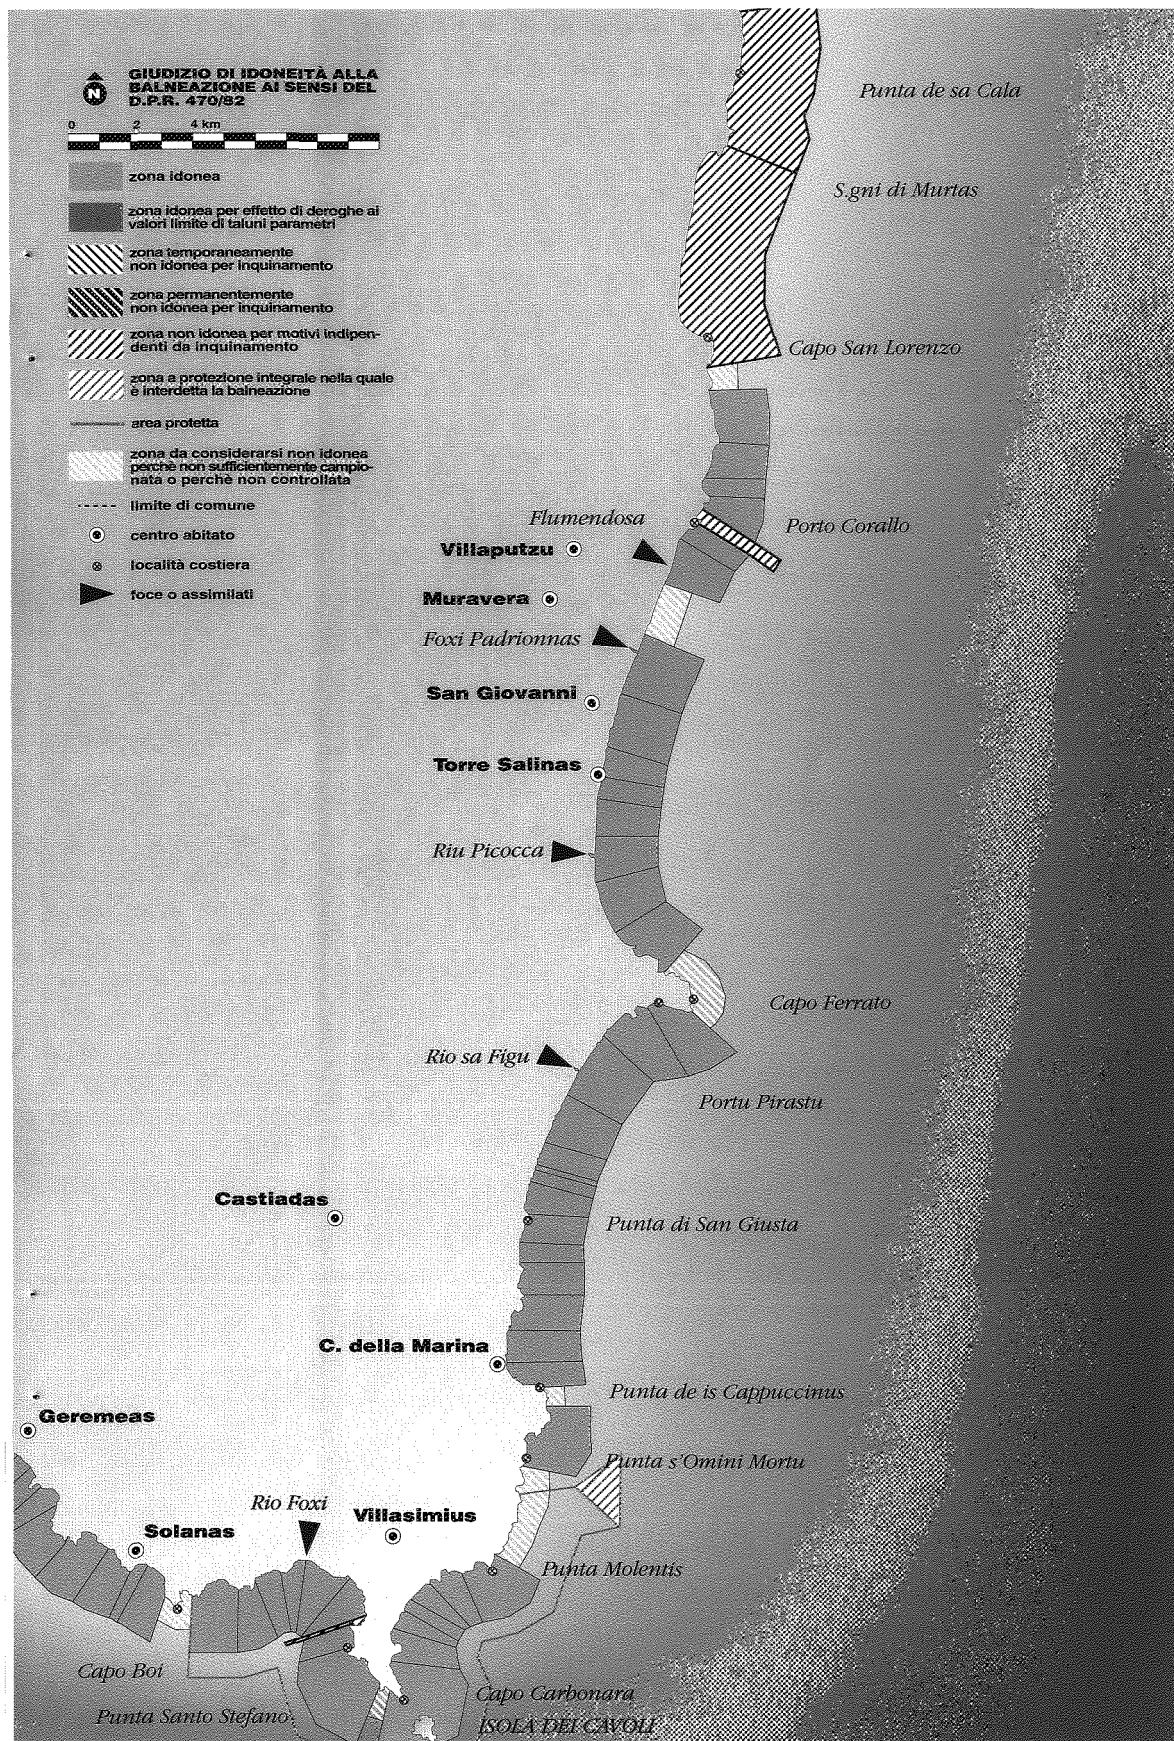 GIUDIZIO DI IDONEITÀ ALLA
BALNEAZIONE AI SENSI DEL
D.P.R. 470/82
N
0 2 4 km
zona idonea
zona idonea per effetto di deroghe ai
valori limite di taluni parametri
zona temporaneamente
non idonea per inquinamento
zona permanentemente
non idonea per inquinamento
zona non idonea per motivi indipen-
denti da inquinamento
zona a protezione integrale nella quale
è interdetta la balneazione
area protetta
zona da considerarsi non idonea
perchè non sufficientemente campio-
nata o perchè non controllata
limite di comune
centro abitato
località costiera
foce o assimilati
Punta de sa Cala
S.gni di Murtas
Capo San Lorenzo
Flumendosa
Porto Corallo
Villaputzu
Muravera
Foxi Padrionnas
San Giovanni
Torre Salinas
Riu Picocca
Capo Ferrato
Rio sa Figu
Portu Pirastu
Castiadas
Punta di San Giusta
C. della Marina
Punta de is Cappuccinus
Geremeas
Punta s'Omini Mortu
Rio Foxi
Villasimius
Solanas
Punta Molentis
Capo Boi
Capo Carbonara
Punta Santo Stefano
ISOLA DEI CAVOLI